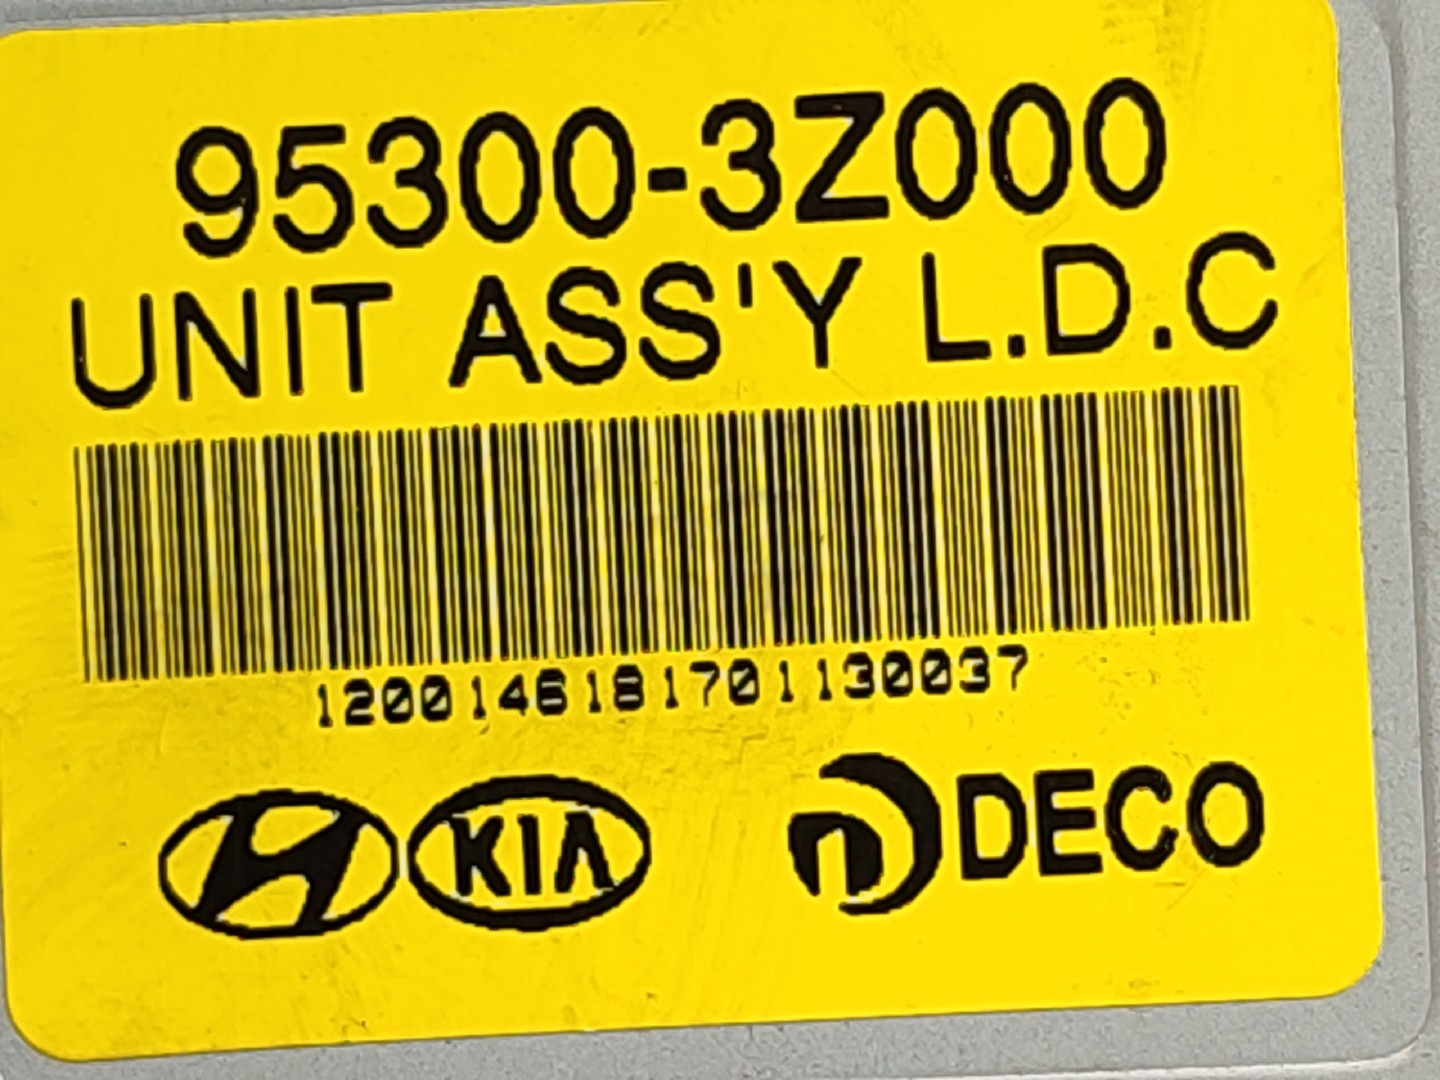 95300-3Z000
UNIT ASS'Y L.D.C
1200146181701130037
KIA DECO